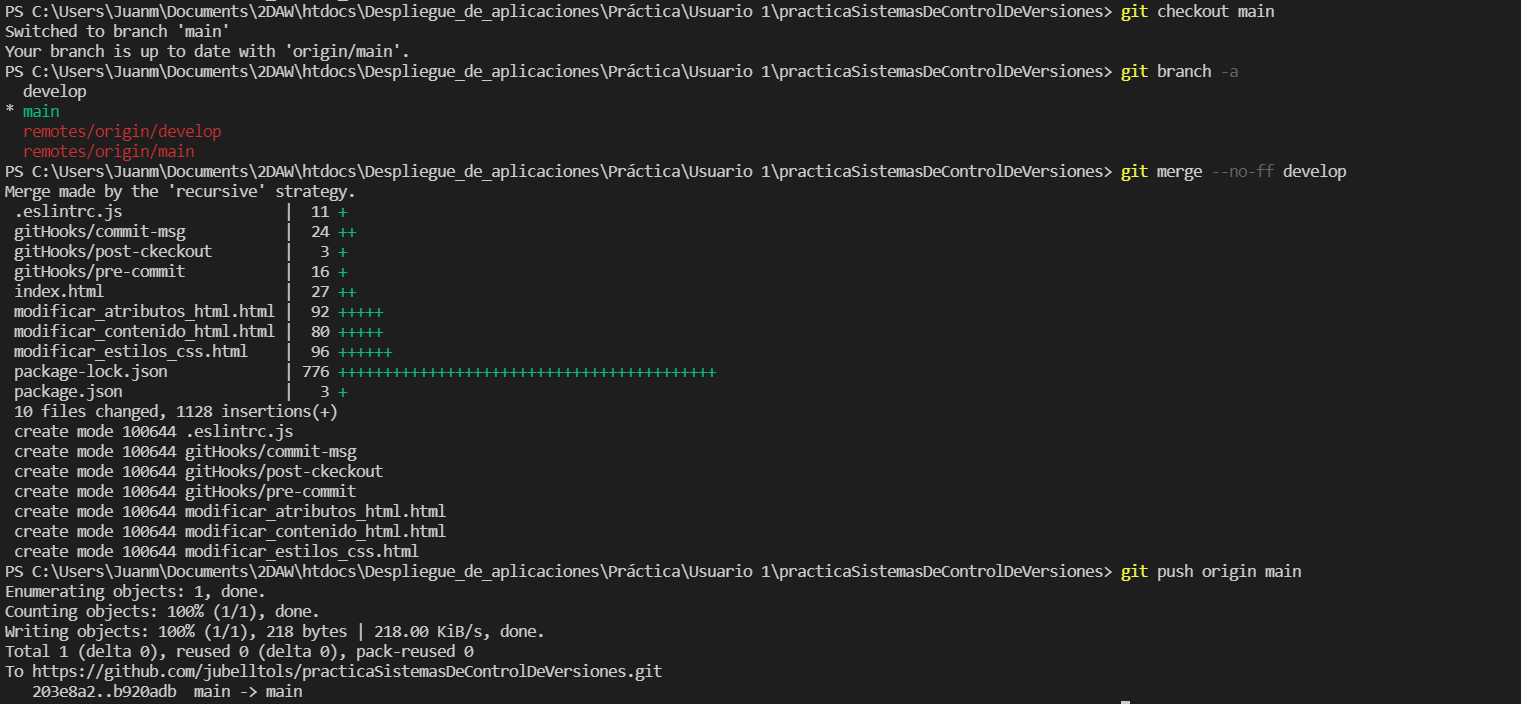 PS C:\Users\Juanm\Documents\2DAW\htdocs\Despliegue_de_aplicaciones\Práctica\Usuario 1\practicaSistemasDeControlDeVersiones> git checkout main
Switched to branch 'main'
Your branch is up to date with 'origin/main'.
PS C:\Users\Juanm\Documents\2DAW\htdocs\Despliegue_de_aplicaciones\Práctica\Usuario 1\practicaSistemasDeControlDeVersiones> git branch -a
  develop
* main
  remotes/origin/develop
  remotes/origin/main
PS C:\Users\Juanm\Documents\2DAW\htdocs\Despliegue_de_aplicaciones\Práctica\Usuario 1\practicaSistemasDeControlDeVersiones> git merge --no-ff develop
Merge made by the 'recursive' strategy.
 .eslintrc.js                  |  11 +
 gitHooks/commit-msg           |  24 ++
 gitHooks/post-ckeckout        |   3 +
 gitHooks/pre-commit           |  16 +
 index.html                    |  27 ++
 modificar_atributos_html.html |  92 +++++
 modificar_contenido_html.html |  80 +++++
 modificar_estilos_css.html    |  96 ++++++
 package-lock.json             | 776 ++++++++++++++++++++++++++++++++++++++++++
 package.json                  |   3 +
 10 files changed, 1128 insertions(+)
 create mode 100644 .eslintrc.js
 create mode 100644 gitHooks/commit-msg
 create mode 100644 gitHooks/post-ckeckout
 create mode 100644 gitHooks/pre-commit
 create mode 100644 modificar_atributos_html.html
 create mode 100644 modificar_contenido_html.html
 create mode 100644 modificar_estilos_css.html
PS C:\Users\Juanm\Documents\2DAW\htdocs\Despliegue_de_aplicaciones\Práctica\Usuario 1\practicaSistemasDeControlDeVersiones> git push origin main
Enumerating objects: 1, done.
Counting objects: 100% (1/1), done.
Writing objects: 100% (1/1), 218 bytes | 218.00 KiB/s, done.
Total 1 (delta 0), reused 0 (delta 0), pack-reused 0
To https://github.com/jubelltols/practicaSistemasDeControlDeVersiones.git
   203e8a2..b920adb  main -> main